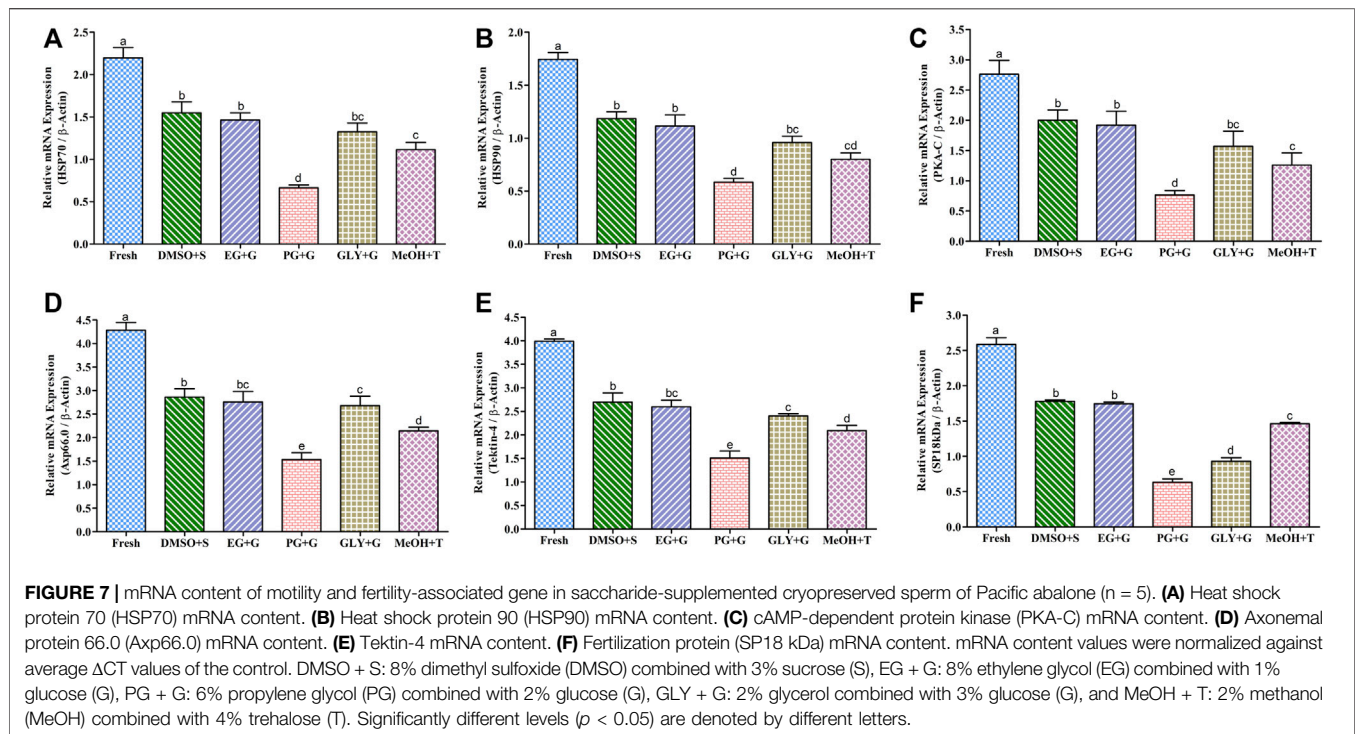 A
Relative mRNA Expression
(HSP70 / β-Actin)
2.5
2.0
1.5
1.0
0.5
0.0
a
b
b
d
bc
c
Fresh DMSO+S EG+G PG+G GLY+G MeOH+T
B
Relative mRNA Expression
(HSP90 / β-Actin)
2.0
1.5
1.0
0.5
0.0
a
b
b
d
bc
cd
Fresh DMSO+S EG+G PG+G GLY+G MeOH+T
C
Relative mRNA Expression
(PKA-C / β-Actin)
3.5
3.0
2.5
2.0
1.5
1.0
0.5
0.0
a
b
b
d
bc
cd
Fresh DMSO+S EG+G PG+G GLY+G MeOH+T
D
Relative mRNA Expression
(Axp66.0 / β-Actin)
4.5
4.0
3.5
3.0
2.5
2.0
1.5
1.0
0.5
0.0
a
b
bc
e
c
d
Fresh DMSO+S EG+G PG+G GLY+G MeOH+T
E
Relative mRNA Expression
(Tektin-4 / β-Actin)
4.5
4.0
3.5
3.0
2.5
2.0
1.5
1.0
0.5
0.0
a
b
bc
e
c
d
Fresh DMSO+S EG+G PG+G GLY+G MeOH+T
F
Relative mRNA Expression
(SP18kDa / β-Actin)
3.0
2.5
2.0
1.5
1.0
0.5
0.0
a
b
b
e
d
c
Fresh DMSO+S EG+G PG+G GLY+G MeOH+T
FIGURE 7 | mRNA content of motility and fertility-associated gene in saccharide-supplemented cryopreserved sperm of Pacific abalone (n = 5). (A) Heat shock
protein 70 (HSP70) mRNA content. (B) Heat shock protein 90 (HSP90) mRNA content. (C) cAMP-dependent protein kinase (PKA-C) mRNA content. (D) Axonemal
protein 66.0 (Axp66.0) mRNA content. (E) Tektin-4 mRNA content. (F) Fertilization protein (SP18 kDa) mRNA content. mRNA content values were normalized against
average ΔCT values of the control. DMSO + S: 8% dimethyl sulfoxide (DMSO) combined with 3% sucrose (S), EG + G: 8% ethylene glycol (EG) combined with 1%
glucose (G), PG + G: 6% propylene glycol (PG) combined with 2% glucose (G), GLY + G: 2% glycerol combined with 3% glucose (G), and MeOH + T: 2% methanol
(MeOH) combined with 4% trehalose (T). Significantly different levels (p < 0.05) are denoted by different letters.